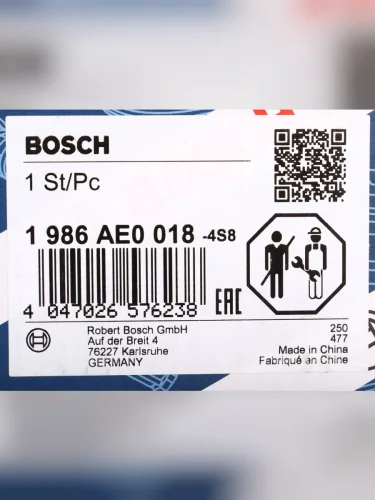 BOSCH
1 St/Pc
1 986 AE0 018 -4S8
4 047026 576238
EAC
Robert Bosch GmbH
Auf der Breit 4
76227 Karlsruhe
GERMANY
250
477
Made in China
Fabriqué en Chine